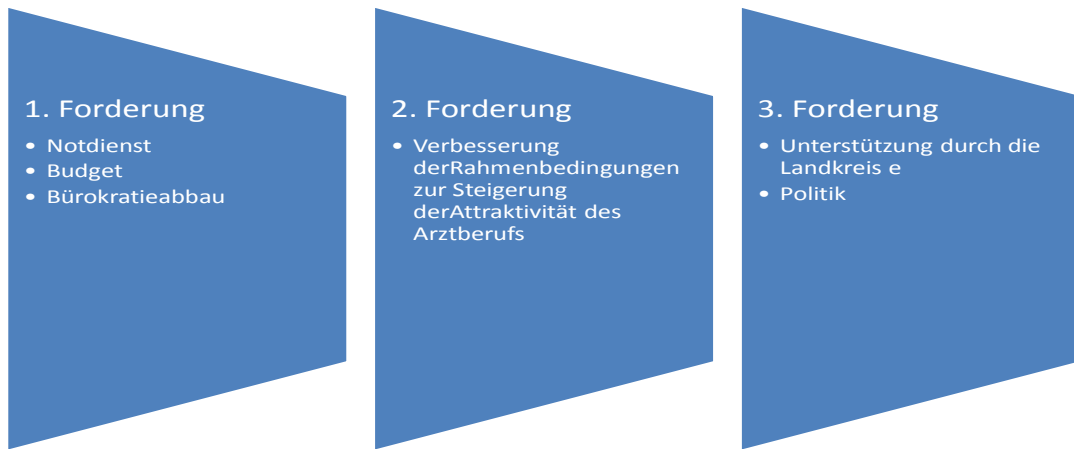 1. Forderung
• Notdienst
• Budget
• Bürokratieabbau
2. Forderung
• Verbesserung
derRahmenbedingungen
zur Steigerung
derAttraktivität des
Arztberufs
3. Forderung
• Unterstützung durch die
Landkreis e
• Politik